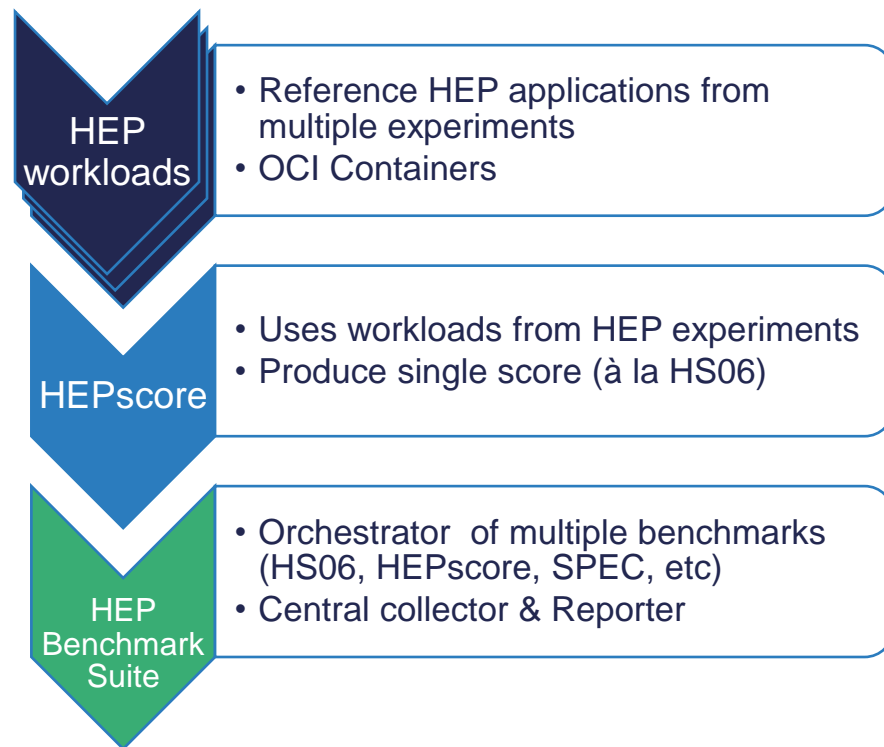 HEP
workloads
• Reference HEP applications from
multiple experiments
• OCI Containers
HEPscore
• Uses workloads from HEP experiments
• Produce single score (à la HS06)
HEP
Benchmark
Suite
• Orchestrator of multiple benchmarks
(HS06, HEPscore, SPEC, etc)
• Central collector & Reporter